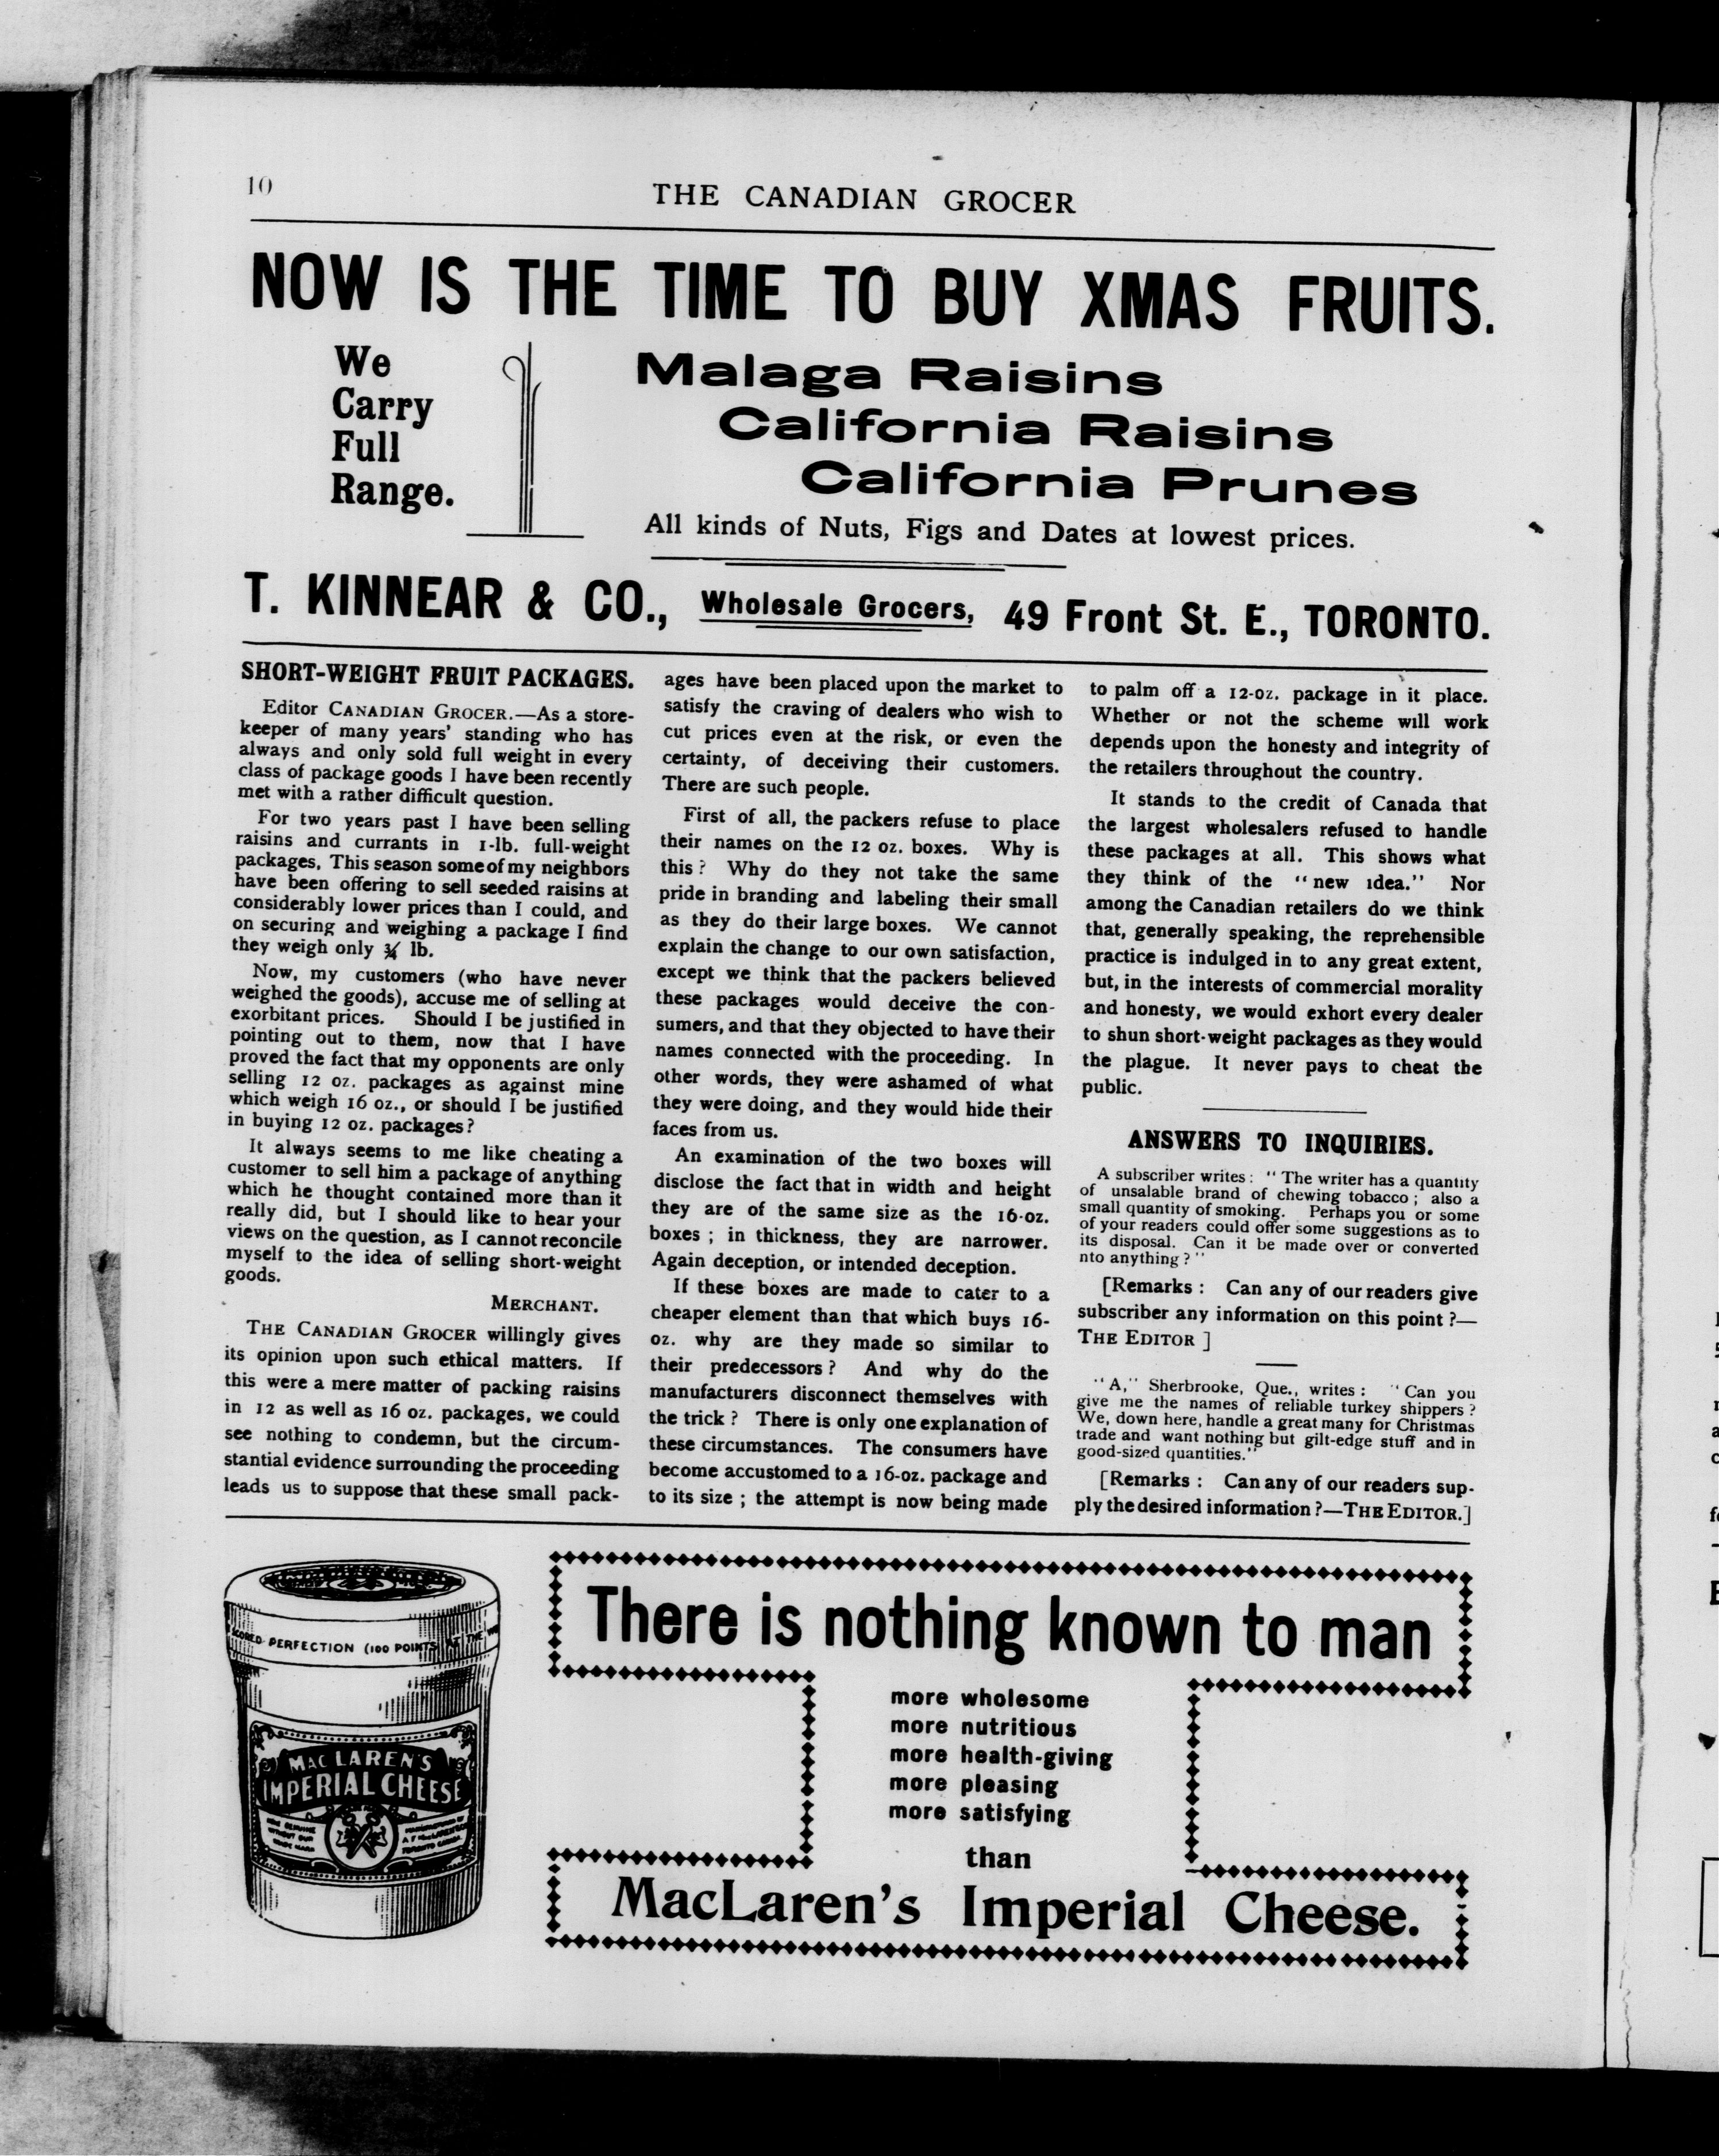 10
THE CANADIAN GROCER
NOW IS THE TIME TO BUY XMAS FRUITS.
We
Carry
Full
Range.
Malaga Raisins
California Raisins
California Prunes
All kinds of Nuts, Figs and Dates at lowest prices.
T. KINNEAR & CO., Wholesale Grocers, 49 Front St. E., TORONTO.
SHORT-WEIGHT FRUIT PACKAGES.
Editor CANADIAN GROCER.—As a store-
keeper of many years' standing who has
always and only sold full weight in every
class of package goods I have been recently
met with a rather difficult question.
For two years past I have been selling
raisins and currants in 1-lb. full-weight
packages, This season some of my neighbors
have been offering to sell seeded raisins at
considerably lower prices than I could, and
on securing and weighing a package I find
they weigh only ¾ lb.
Now, my customers (who have never
weighed the goods), accuse me of selling at
exorbitant prices. Should I be justified in
pointing out to them, now that I have
proved the fact that my opponents are only
selling 12 oz. packages as against mine
which weigh 16 oz., or should I be justified
in buying 12 oz. packages?
It always seems to me like cheating a
customer to sell him a package of anything
which he thought contained more than it
really did, but I should like to hear your
views on the question, as I cannot reconcile
myself to the idea of selling short-weight
goods.
MERCHANT.
THE CANADIAN GROCER willingly gives
its opinion upon such ethical matters. If
this were a mere matter of packing raisins
in 12 as well as 16 oz. packages, we could
see nothing to condemn, but the circum-
stantial evidence surrounding the proceeding
leads us to suppose that these small pack-
ages have been placed upon the market to
satisfy the craving of dealers who wish to
cut prices even at the risk, or even the
certainty, of deceiving their customers.
There are such people.
First of all, the packers refuse to place
their names on the 12 oz. boxes. Why is
this? Why do they not take the same
pride in branding and labeling their small
as they do their large boxes. We cannot
explain the change to our own satisfaction,
except we think that the packers believed
these packages would deceive the con-
sumers, and that they objected to have their
names connected with the proceeding. In
other words, they were ashamed of what
they were doing, and they would hide their
faces from us.
An examination of the two boxes will
disclose the fact that in width and height
they are of the same size as the 16-oz.
boxes; in thickness, they are narrower.
Again deception, or intended deception.
If these boxes are made to cater to a
cheaper element than that which buys 16-
oz. why are they made so similar to
their predecessors? And why do the
manufacturers disconnect themselves with
the trick? There is only one explanation of
these circumstances. The consumers have
become accustomed to a 16-oz. package and
to its size; the attempt is now being made
to palm off a 12-oz. package in it place.
Whether or not the scheme will work
depends upon the honesty and integrity of
the retailers throughout the country.
It stands to the credit of Canada that
the largest wholesalers refused to handle
these packages at all. This shows what
they think of the "new idea." Nor
among the Canadian retailers do we think
that, generally speaking, the reprehensible
practice is indulged in to any great extent,
but, in the interests of commercial morality
and honesty, we would exhort every dealer
to shun short-weight packages as they would
the plague. It never pays to cheat the
public.
ANSWERS TO INQUIRIES.
A subscriber writes: "The writer has a quantity
of unsalable brand of chewing tobacco; also a
small quantity of smoking. Perhaps you or some
of your readers could offer some suggestions as to
its disposal. Can it be made over or converted
nto anything?"
[Remarks: Can any of our readers give
subscriber any information on this point?—
THE EDITOR ]
"A," Sherbrooke, Que., writes: "Can you
give me the names of reliable turkey shippers?
We, down here, handle a great many for Christmas
trade and want nothing but gilt-edge stuff and in
good-sized quantities."
[Remarks: Can any of our readers sup-
ply the desired information?—THE EDITOR.]
SCORED PERFECTION (100 POINTS) AT THE
MACLAREN'S
IMPERIAL CHEESE
There is nothing known to man
more wholesome
more nutritious
more health-giving
more pleasing
more satisfying
than
MacLaren's Imperial Cheese.